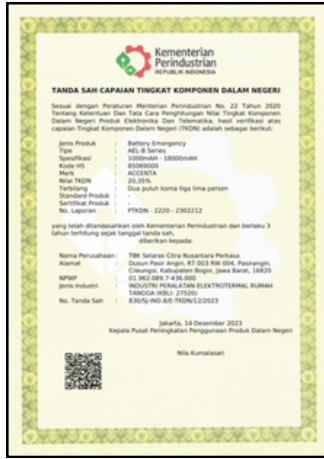 Kementerian
Perindustrian
REPUBLIK INDONESIA
TANDA SAH CAPAIAN TINGKAT KOMPONEN DALAM NEGERI
Sesuai dengan Peraturan Menteri Perindustrian No. 22 Tahun 2020
Tentang Ketentuan Dan Tata Cara Penghitungan Nilai Tingkat Komponen
Dalam Negeri Produk Elektronika Dan Telematika, hasil verifikasi atas
capaian Tingkat Komponen Dalam Negeri (TKDN) adalah sebagai berikut:
Jenis Produk : Battery Emergency
Tipe : AEL-B Series
Spesifikasi : 1000mAH - 18000mAH
Kode HS : 85069000
Merk : ACCENTA
Nilai TKDN : 20,35%
Terbilang : Dua puluh koma tiga lima persen
Standard Produk : -
Sertifikat Produk : -
No. Laporan : PTKDN - 2220 - 2302212
yang telah ditandasahkan oleh Kementerian Perindustrian dan berlaku 3
tahun terhitung sejak tanggal tanda sah,
diberikan kepada:
Nama Perusahaan : TBK Selaras Citra Nusantara Perkasa
Alamat : Dusun Pasir Angin, RT 003 RW 004, Pasirangin,
Cileungsi, Kabupaten Bogor, Jawa Barat, 16820
NPWP : 01.962.089.7-436.000
Jenis Industri : INDUSTRI PERALATAN ELEKTROTERMAL RUMAH
TANGGA (KBLI: 27520)
No. Tanda Sah : 830/SJ-IND.8/E-TKDN/12/2023
Jakarta, 14 Desember 2023
Kepala Pusat Peningkatan Penggunaan Produk Dalam Negeri
Nila Kumalasari